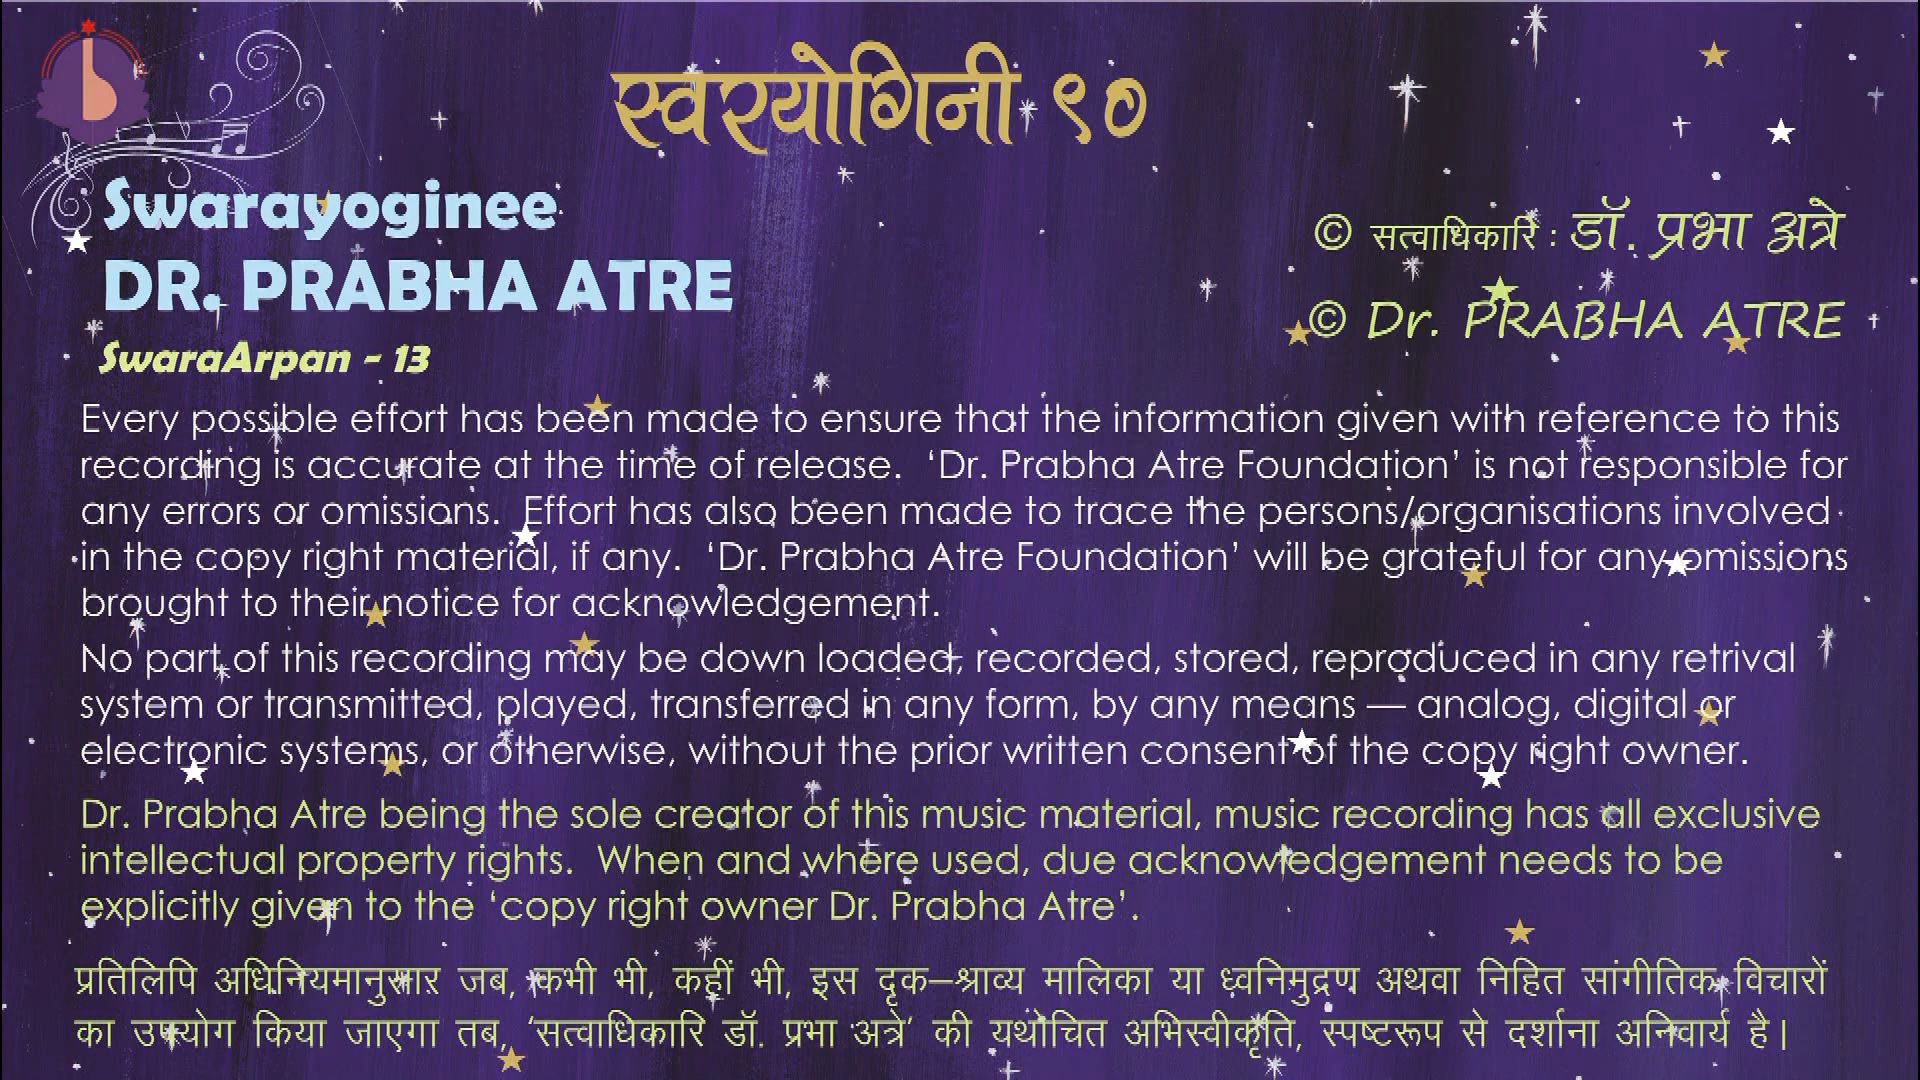 स्वरयोगिनी ९०
Swarayoginee
DR. PRABHA ATRE
SwaraArpan - 13
© सत्वाधिकारि : डॉ. प्रभा अत्रे
© Dr. PRABHA ATRE
Every possible effort has been made to ensure that the information given with reference to this
recording is accurate at the time of release. ‘Dr. Prabha Atre Foundation’ is not responsible for
any errors or omissions. Effort has also been made to trace the persons/organisations involved
in the copy right material, if any. ‘Dr. Prabha Atre Foundation’ will be grateful for any omissions
brought to their notice for acknowledgement.
No part of this recording may be down loaded, recorded, stored, reproduced in any retrival
system or transmitted, played, transferred in any form, by any means — analog, digital or
electronic systems, or otherwise, without the prior written consent of the copy right owner.
Dr. Prabha Atre being the sole creator of this music material, music recording has all exclusive
intellectual property rights. When and where used, due acknowledgement needs to be
explicitly given to the ‘copy right owner Dr. Prabha Atre’.
प्रतिलिपि अधिनियमानुसार जब, कभी भी, कहीं भी, इस दृक–श्राव्य मालिका या ध्वनिमुद्रण अथवा निहित सांगीतिक विचारों
का उपयोग किया जाएगा तब, ‘सत्वाधिकारि डॉ. प्रभा अत्रे’ की यथोचित अभिस्वीकृति, स्पष्टरूप से दर्शाना अनिवार्य है।